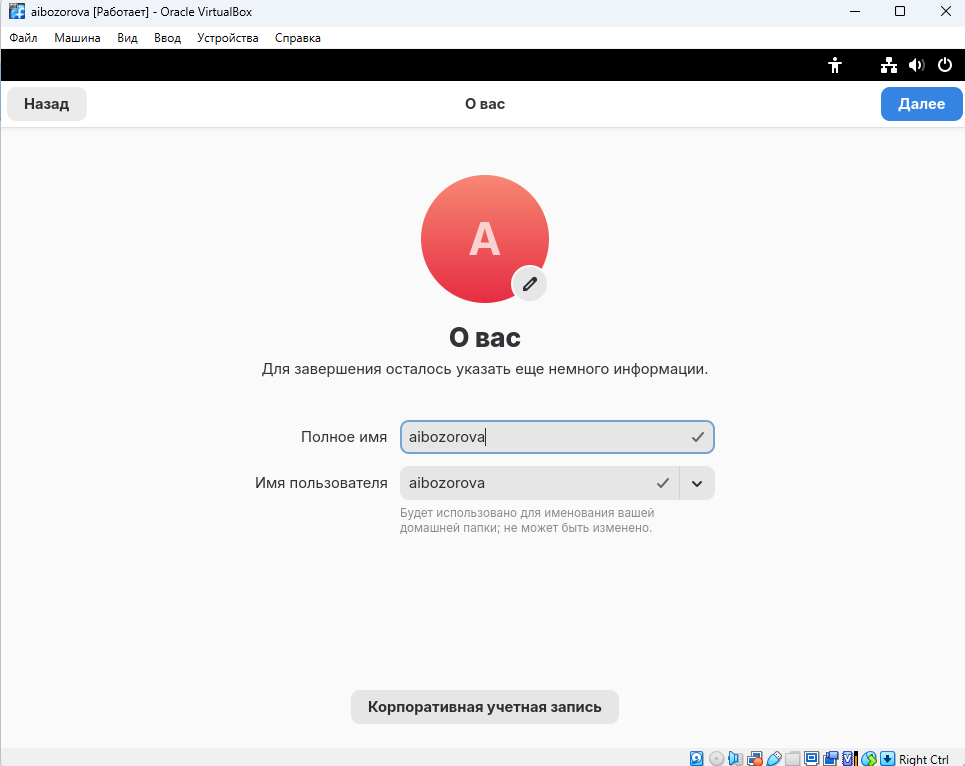 aibozorova [Работает] - Oracle VirtualBox
Файл Машина Вид Ввод Устройства Справка
Назад О вас Далее
A
О вас
Для завершения осталось указать еще немного информации.
Полное имя aibozorova
Имя пользователя aibozorova
Будет использовано для именования вашей
домашней папки; не может быть изменено.
Корпоративная учетная запись
Right Ctrl